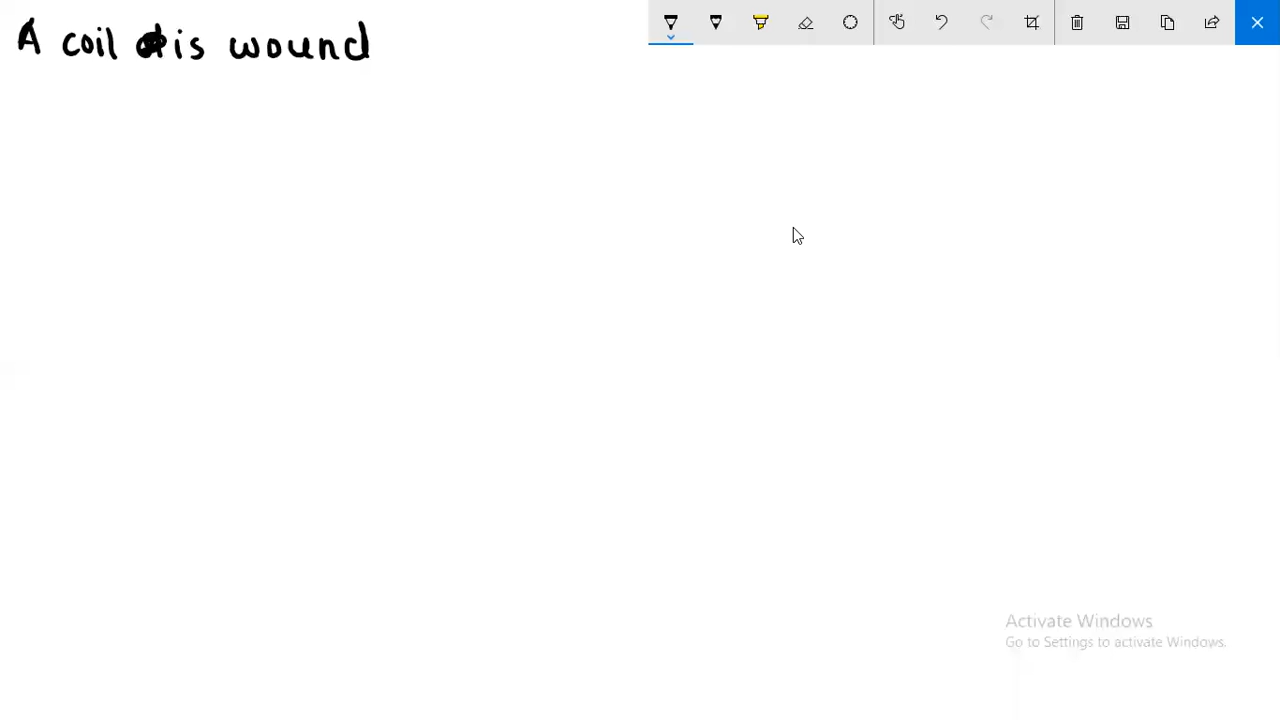 A coil is wound
Activate Windows
Go to Settings to activate Windows.